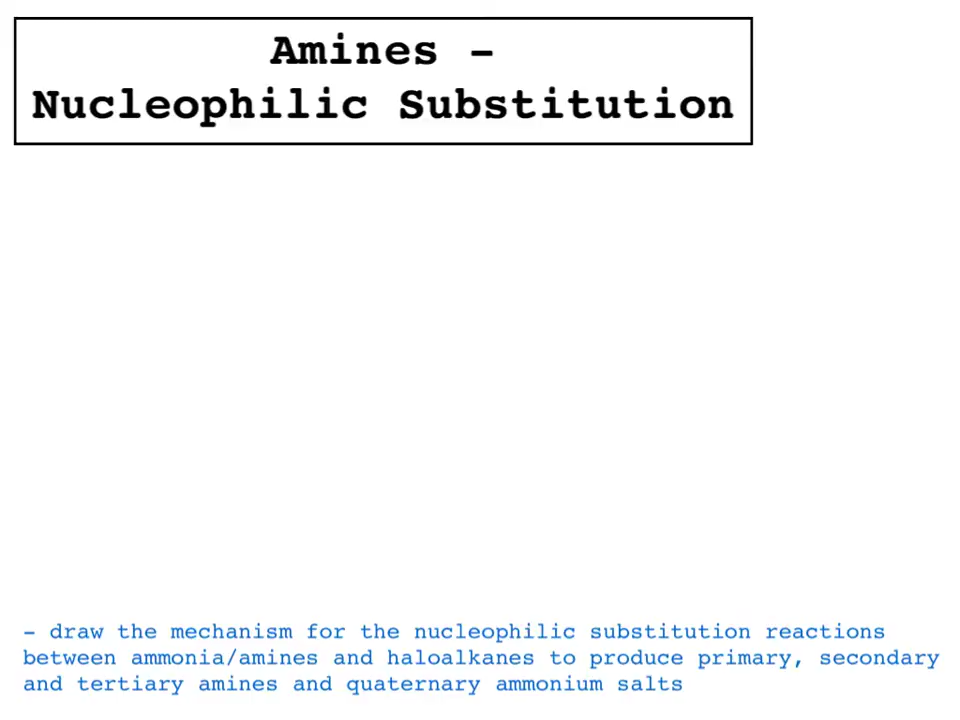 Amines –
Nucleophilic Substitution
– draw the mechanism for the nucleophilic substitution reactions
between ammonia/amines and haloalkanes to produce primary, secondary
and tertiary amines and quaternary ammonium salts